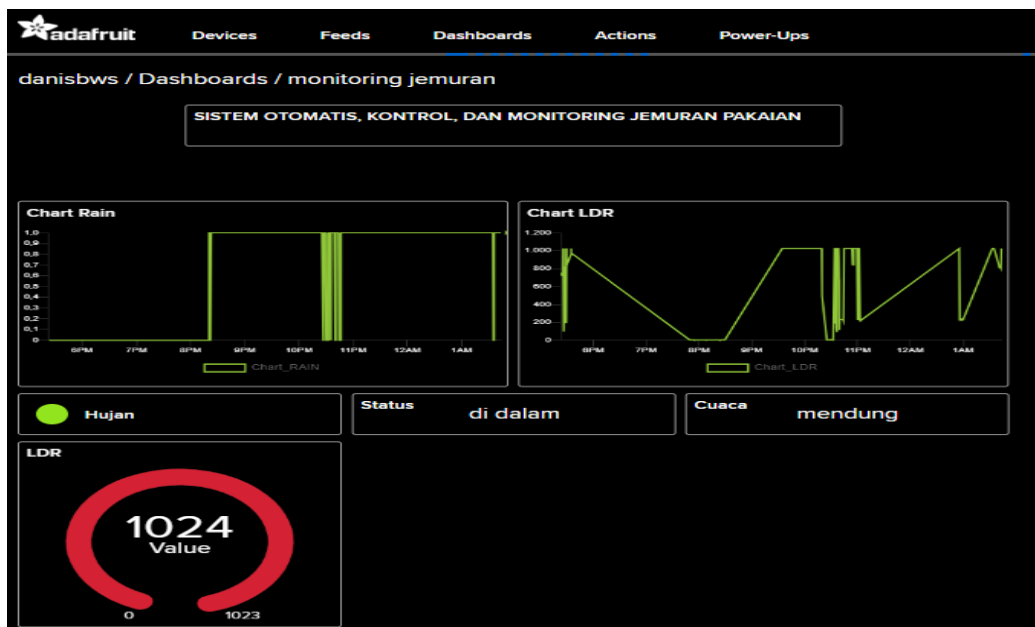 adafruit Devices Feeds Dashboards Actions Power-Ups
danisbws / Dashboards / monitoring jemuran
SISTEM OTOMATIS, KONTROL, DAN MONITORING JEMURAN PAKAIAN
Chart Rain
1,0
0,9
0,8
0,7
0,6
0,5
0,4
0,3
0,2
0,1
0
6PM 7PM 8PM 9PM 10PM 11PM 12AM 1AM
Chart_RAIN
Chart LDR
1.200
1.000
800
600
400
200
0
6PM 7PM 8PM 9PM 10PM 11PM 12AM 1AM
Chart_LDR
Hujan
Status
di dalam
Cuaca
mendung
LDR
1024
Value
0 1023